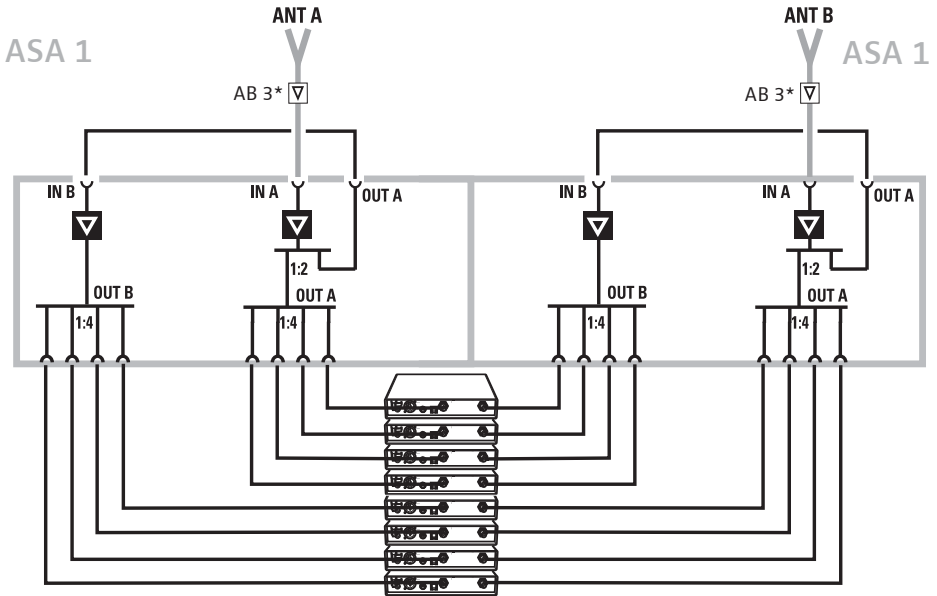 ANT A
ANT B
ASA 1
ASA 1
AB 3*
AB 3*
IN B
IN A
OUT A
IN B
IN A
OUT A
1:2
1:2
OUT B
OUT A
OUT B
OUT A
1:4
1:4
1:4
1:4